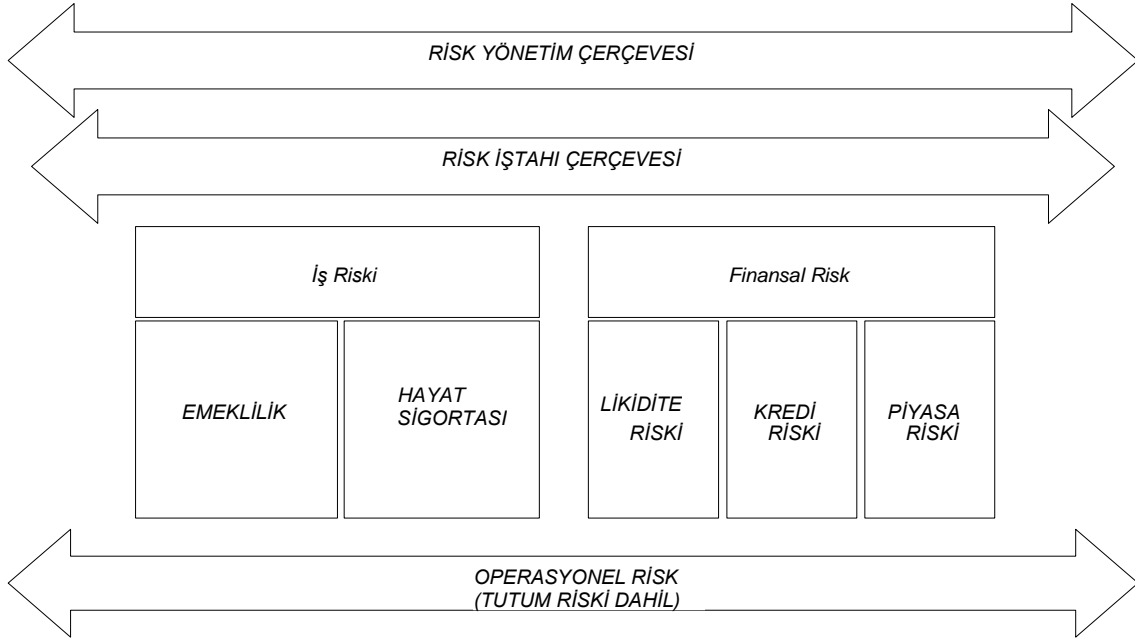 RİSK YÖNETİM ÇERÇEVESİ
RİSK İŞTAHI ÇERÇEVESİ
İş Riski
Finansal Risk
EMEKLİLİK
HAYAT
SİGORTASI
LİKİDİTE
RİSKİ
KREDİ
RİSKİ
PİYASA
RİSKİ
OPERASYONEL RİSK
(TUTUM RİSKİ DAHİL)